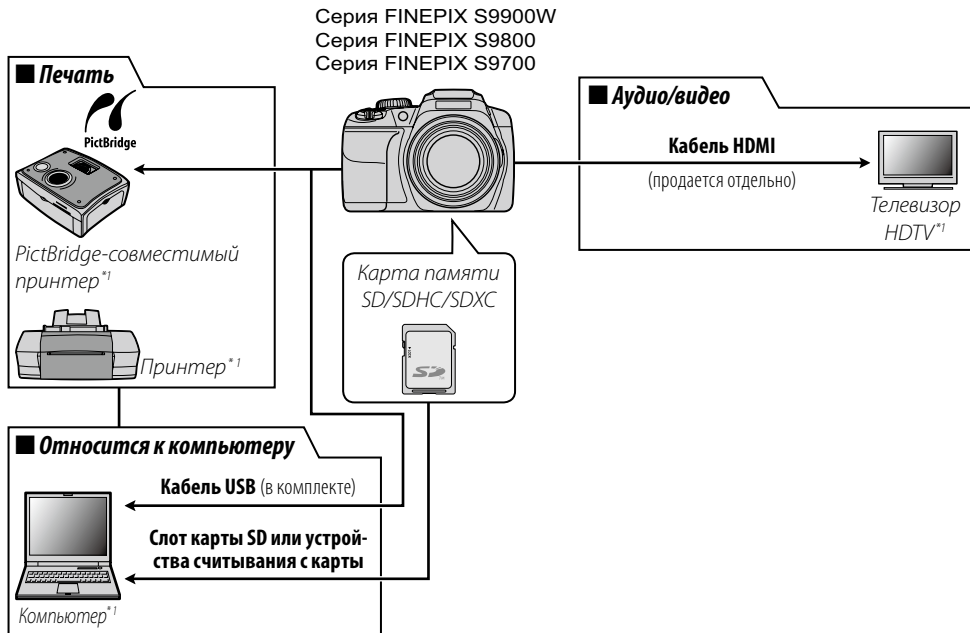 Серия FINEPIX S9900W
Серия FINEPIX S9800
Серия FINEPIX S9700
■ Печать
PictBridge
PictBridge-совместимый
принтер*1
Принтер*1
■ Аудио/видео
Кабель HDMI
(продается отдельно)
Телевизор
HDTV*1
Карта памяти
SD/SDHC/SDXC
SD
■ Относится к компьютеру
Кабель USB (в комплекте)
Слот карты SD или устрой-
ства считывания с карты
Компьютер*1